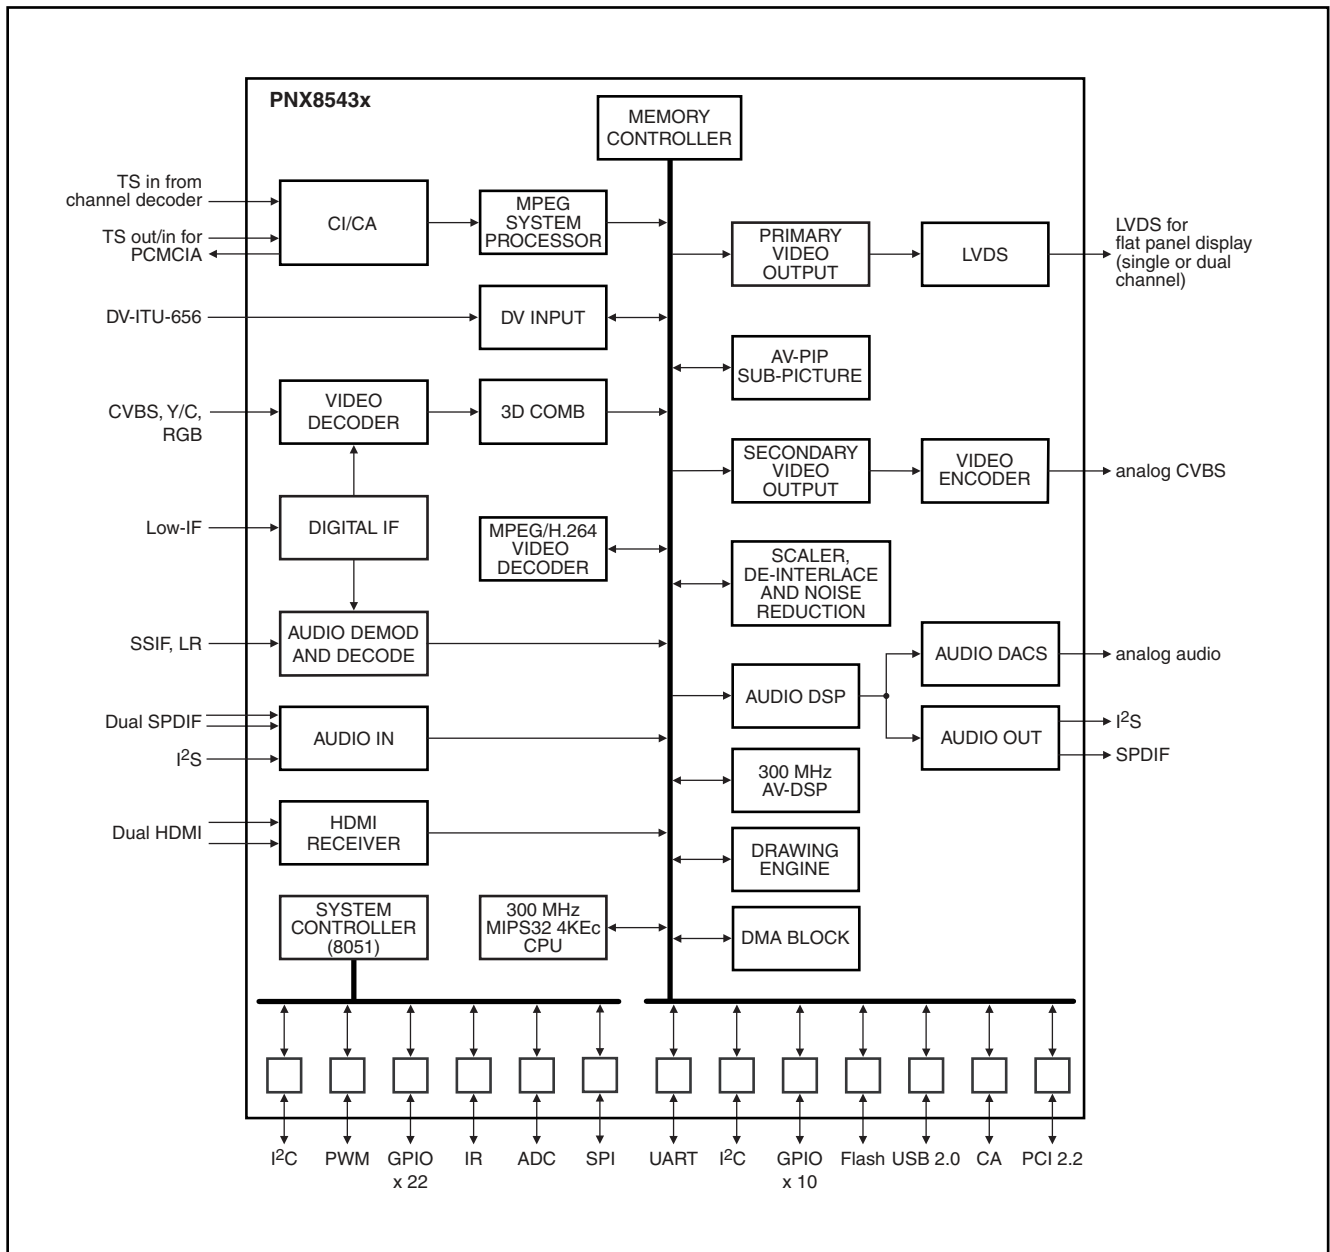 PNX8543x
MEMORY
CONTROLLER
TS in from
channel decoder
TS out/in for
PCMCIA
CI/CA
MPEG
SYSTEM
PROCESSOR
PRIMARY
VIDEO
OUTPUT
LVDS
LVDS for
flat panel display
(single or dual
channel)
DV-ITU-656
DV INPUT
AV-PIP
SUB-PICTURE
CVBS, Y/C,
RGB
VIDEO
DECODER
3D COMB
SECONDARY
VIDEO
OUTPUT
VIDEO
ENCODER
analog CVBS
Low-IF
DIGITAL IF
MPEG/H.264
VIDEO
DECODER
SCALER,
DE-INTERLACE
AND NOISE
REDUCTION
SSIF, LR
AUDIO DEMOD
AND DECODE
AUDIO DACS
analog audio
AUDIO DSP
Dual SPDIF
I2S
AUDIO IN
AUDIO OUT
I2S
SPDIF
300 MHz
AV-DSP
Dual HDMI
HDMI
RECEIVER
DRAWING
ENGINE
SYSTEM
CONTROLLER
(8051)
300 MHz
MIPS32 4KEc
CPU
DMA BLOCK
I2C
PWM
GPIO
x 22
IR
ADC
SPI
UART
I2C
GPIO
x 10
Flash
USB 2.0
CA
PCI 2.2